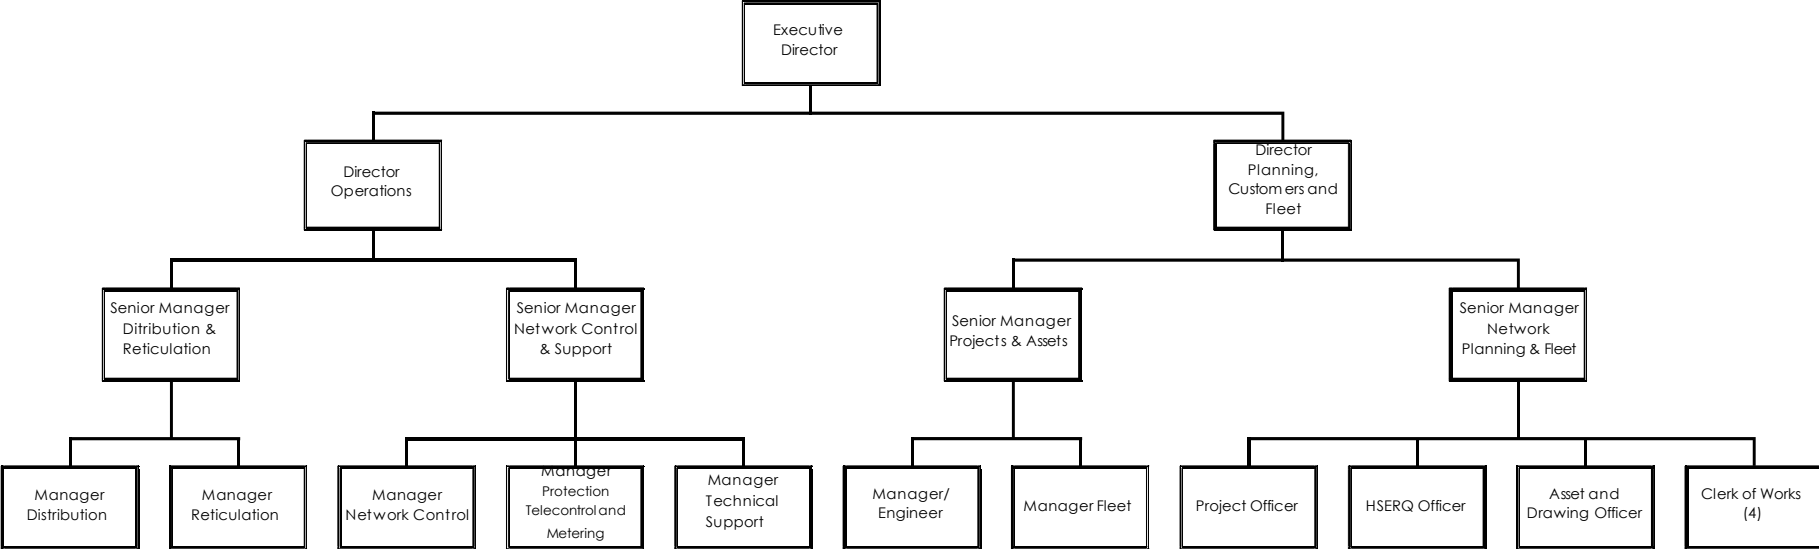 Executive
Director
Director
Operations
Director
Planning,
Customers and
Fleet
Senior Manager
Ditribution &
Reticulation
Senior Manager
Network Control
& Support
Senior Manager
Projects & Assets
Senior Manager
Network
Planning & Fleet
Manager
Distribution
Manager
Reticulation
Manager
Network Control
Manager
Protection
Telecontrol and
Metering
Manager
Technical
Support
Manager/
Engineer
Manager Fleet
Project Officer
HSERQ Officer
Asset and
Drawing Officer
Clerk of Works
(4)